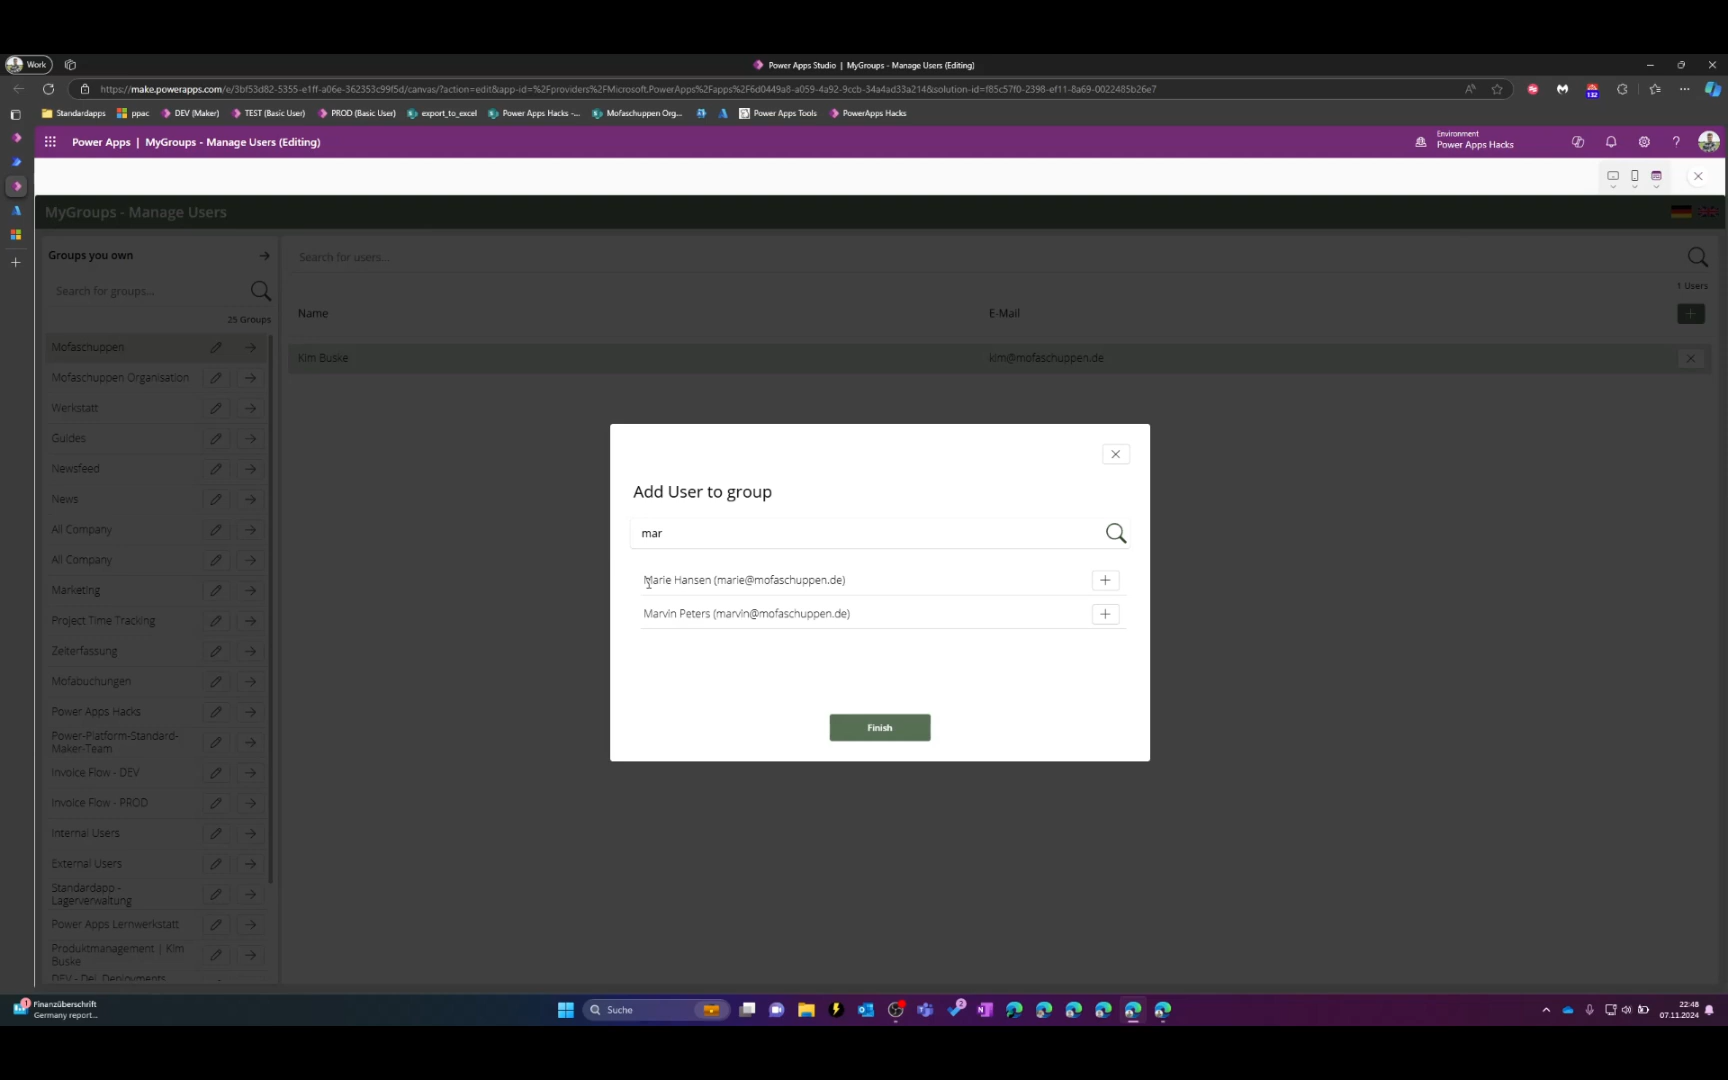 Work
Power Apps Studio | MyGroups - Manage Users (Editing)
https://make.powerapps.com/e/3bf53d82-5355-e1ff-a06e-362353c99f5d/canvas/?action=edit&app-id=%2Fproviders%2FMicrosoft.PowerApps%2Fapps%2F6d0449a8-a059-4a92-9ccb-34a4ad33a214&solution-id=f85c57f0-2398-ef11-8a69-0022485b26e7
132
Standardapps
ppac
DEV (Maker)
TEST (Basic User)
PROD (Basic User)
export_to_excel
Power Apps Hacks -...
Mofaschuppen Org...
Power Apps Tools
PowerApps Hacks
Power Apps | MyGroups - Manage Users (Editing)
Environment
Power Apps Hacks
MyGroups - Manage Users
Groups you own
Search for groups...
25 Groups
Mofaschuppen
Mofaschuppen Organisation
Werkstatt
Guides
Newsfeed
News
All Company
All Company
Marketing
Project Time Tracking
Zeiterfassung
Mofabuchungen
Power Apps Hacks
Power-Platform-Standard-
Maker-Team
Invoice Flow - DEV
Invoice Flow - PROD
Internal Users
External Users
Standardapp -
Lagerverwaltung
Power Apps Lernwerkstatt
Produktmanagement | Kim
Buske
DEV - Del. Deployments
Search for users...
1 Users
Name
E-Mail
Kim Buske
kim@mofaschuppen.de
Add User to group
mar
Marie Hansen (marie@mofaschuppen.de)
Marvin Peters (marvin@mofaschuppen.de)
Finish
1
Finanzüberschrift
Germany report...
Suche
2
22:48
07.11.2024